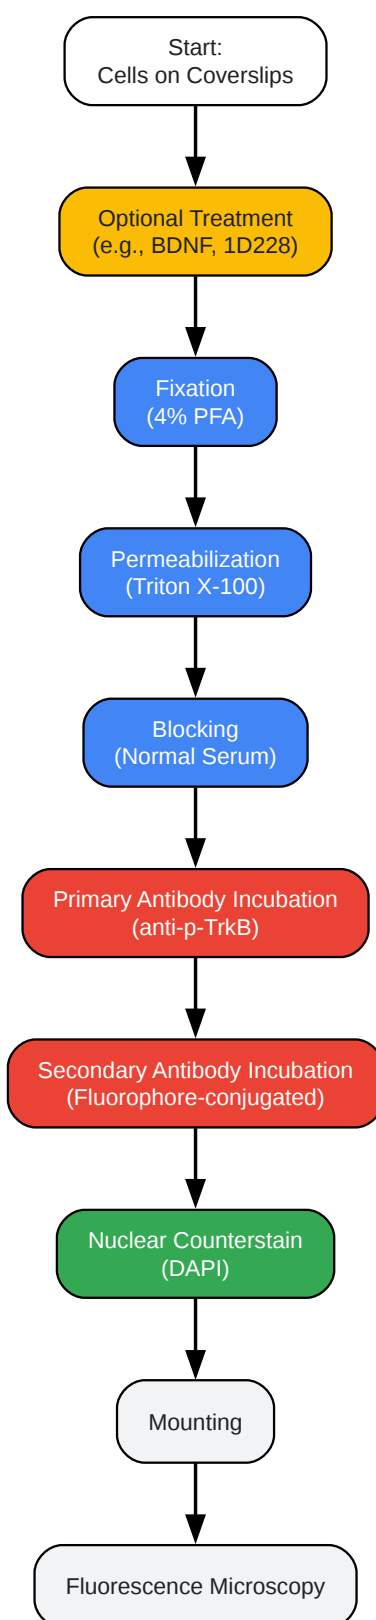 Start:
Cells on Coverslips
Optional Treatment
(e.g., BDNF, 1D228)
Fixation
(4% PFA)
Permeabilization
(Triton X-100)
Blocking
(Normal Serum)
Primary Antibody Incubation
(anti-p-TrkB)
Secondary Antibody Incubation
(Fluorophore-conjugated)
Nuclear Counterstain
(DAPI)
Mounting
Fluorescence Microscopy